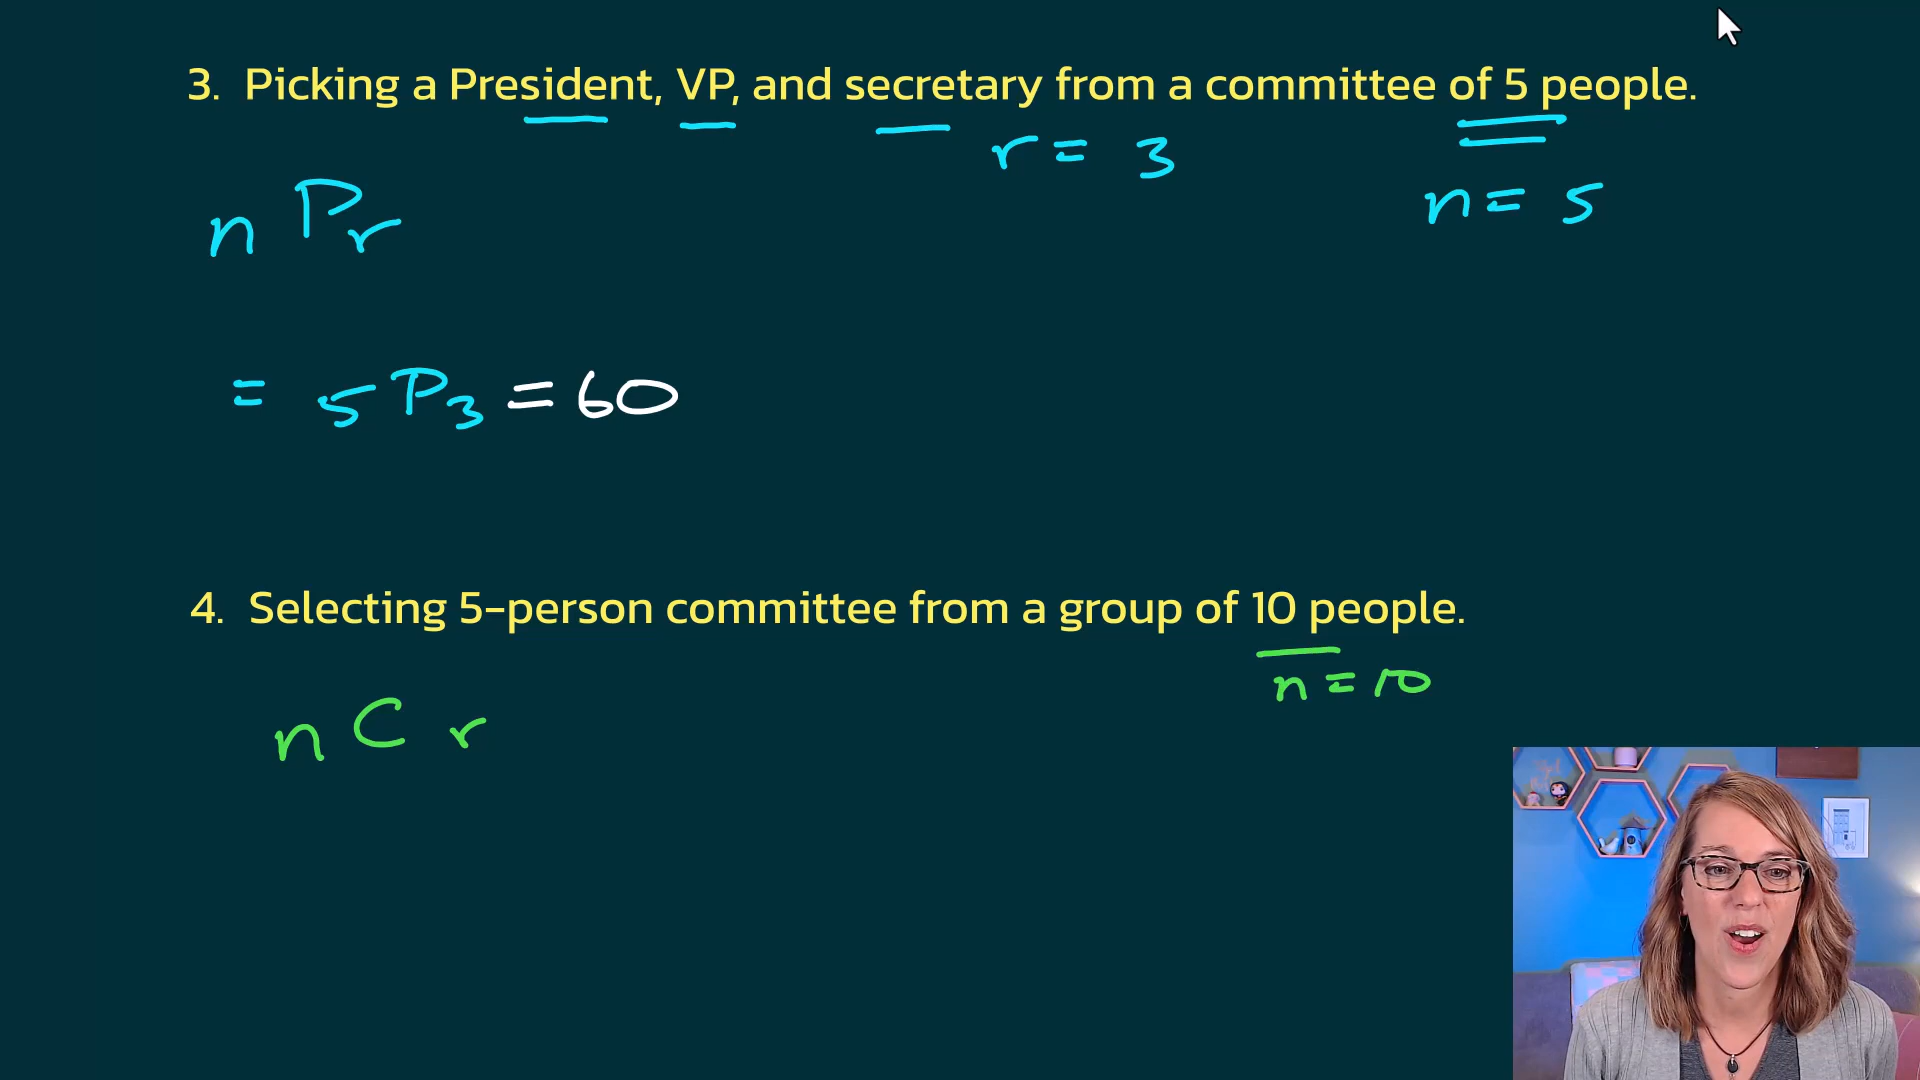 3. Picking a President, VP, and secretary from a committee of 5 people.
r = 3
n = 5
n P r
= 5 P 3 = 60
4. Selecting 5-person committee from a group of 10 people.
n = 10
n C r